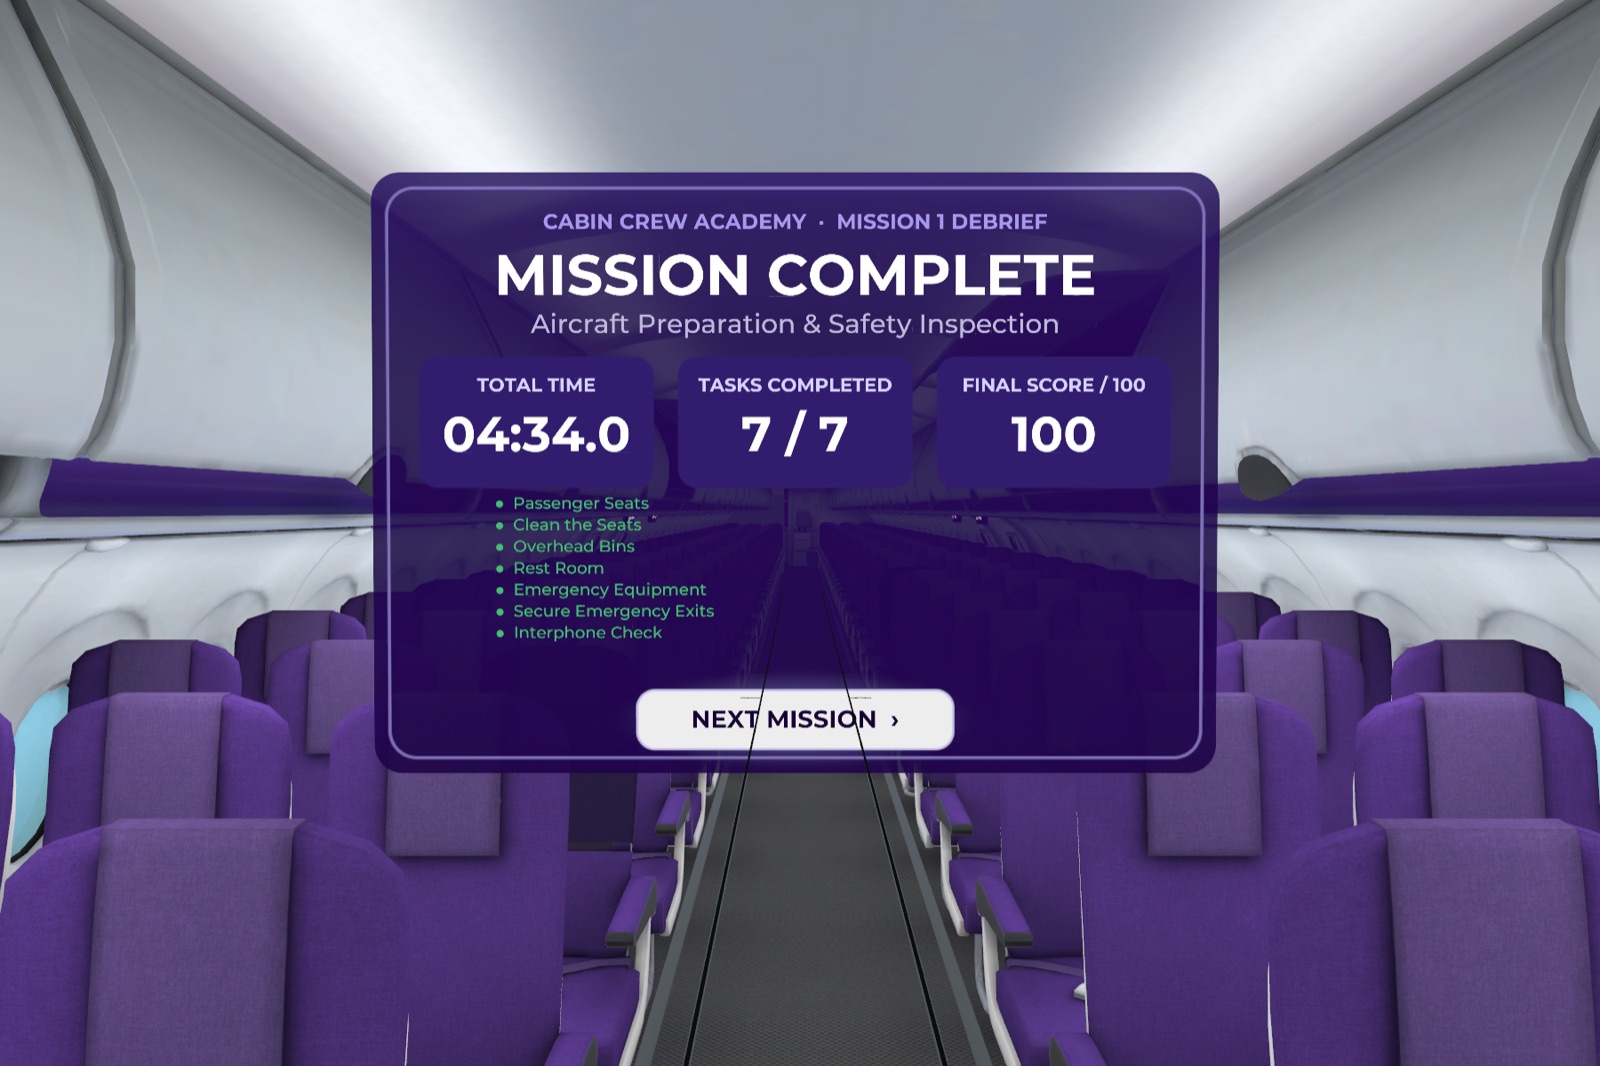 CABIN CREW ACADEMY · MISSION 1 DEBRIEF
MISSION COMPLETE
Aircraft Preparation & Safety Inspection
TOTAL TIME
04:34.0
TASKS COMPLETED
7 / 7
FINAL SCORE / 100
100
• Passenger Seats
• Clean the Seats
• Overhead Bins
• Rest Room
• Emergency Equipment
• Secure Emergency Exits
• Interphone Check
NEXT MISSION ›